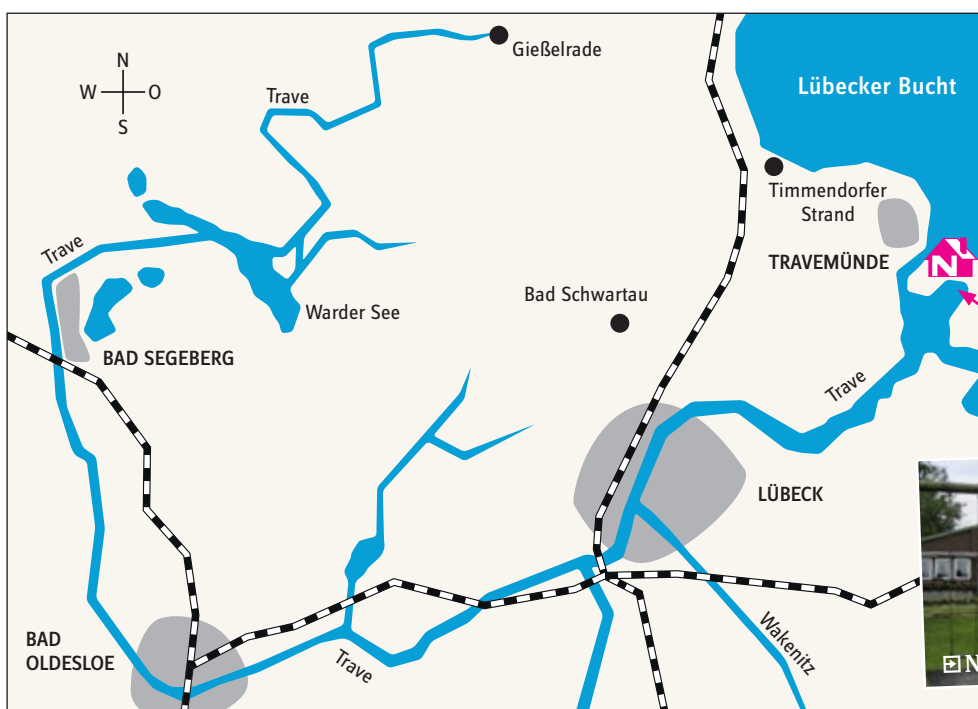 Gießelrade
N
W O
S
Trave
Lübecker Bucht
Timmendorfer
Strand
Trave
TRAVEMÜNDE
N
Bad Schwartau
Warder See
BAD SEGEBERG
Trave
LÜBECK
BAD
OLDESLOE
Trave
Wakenitz
N